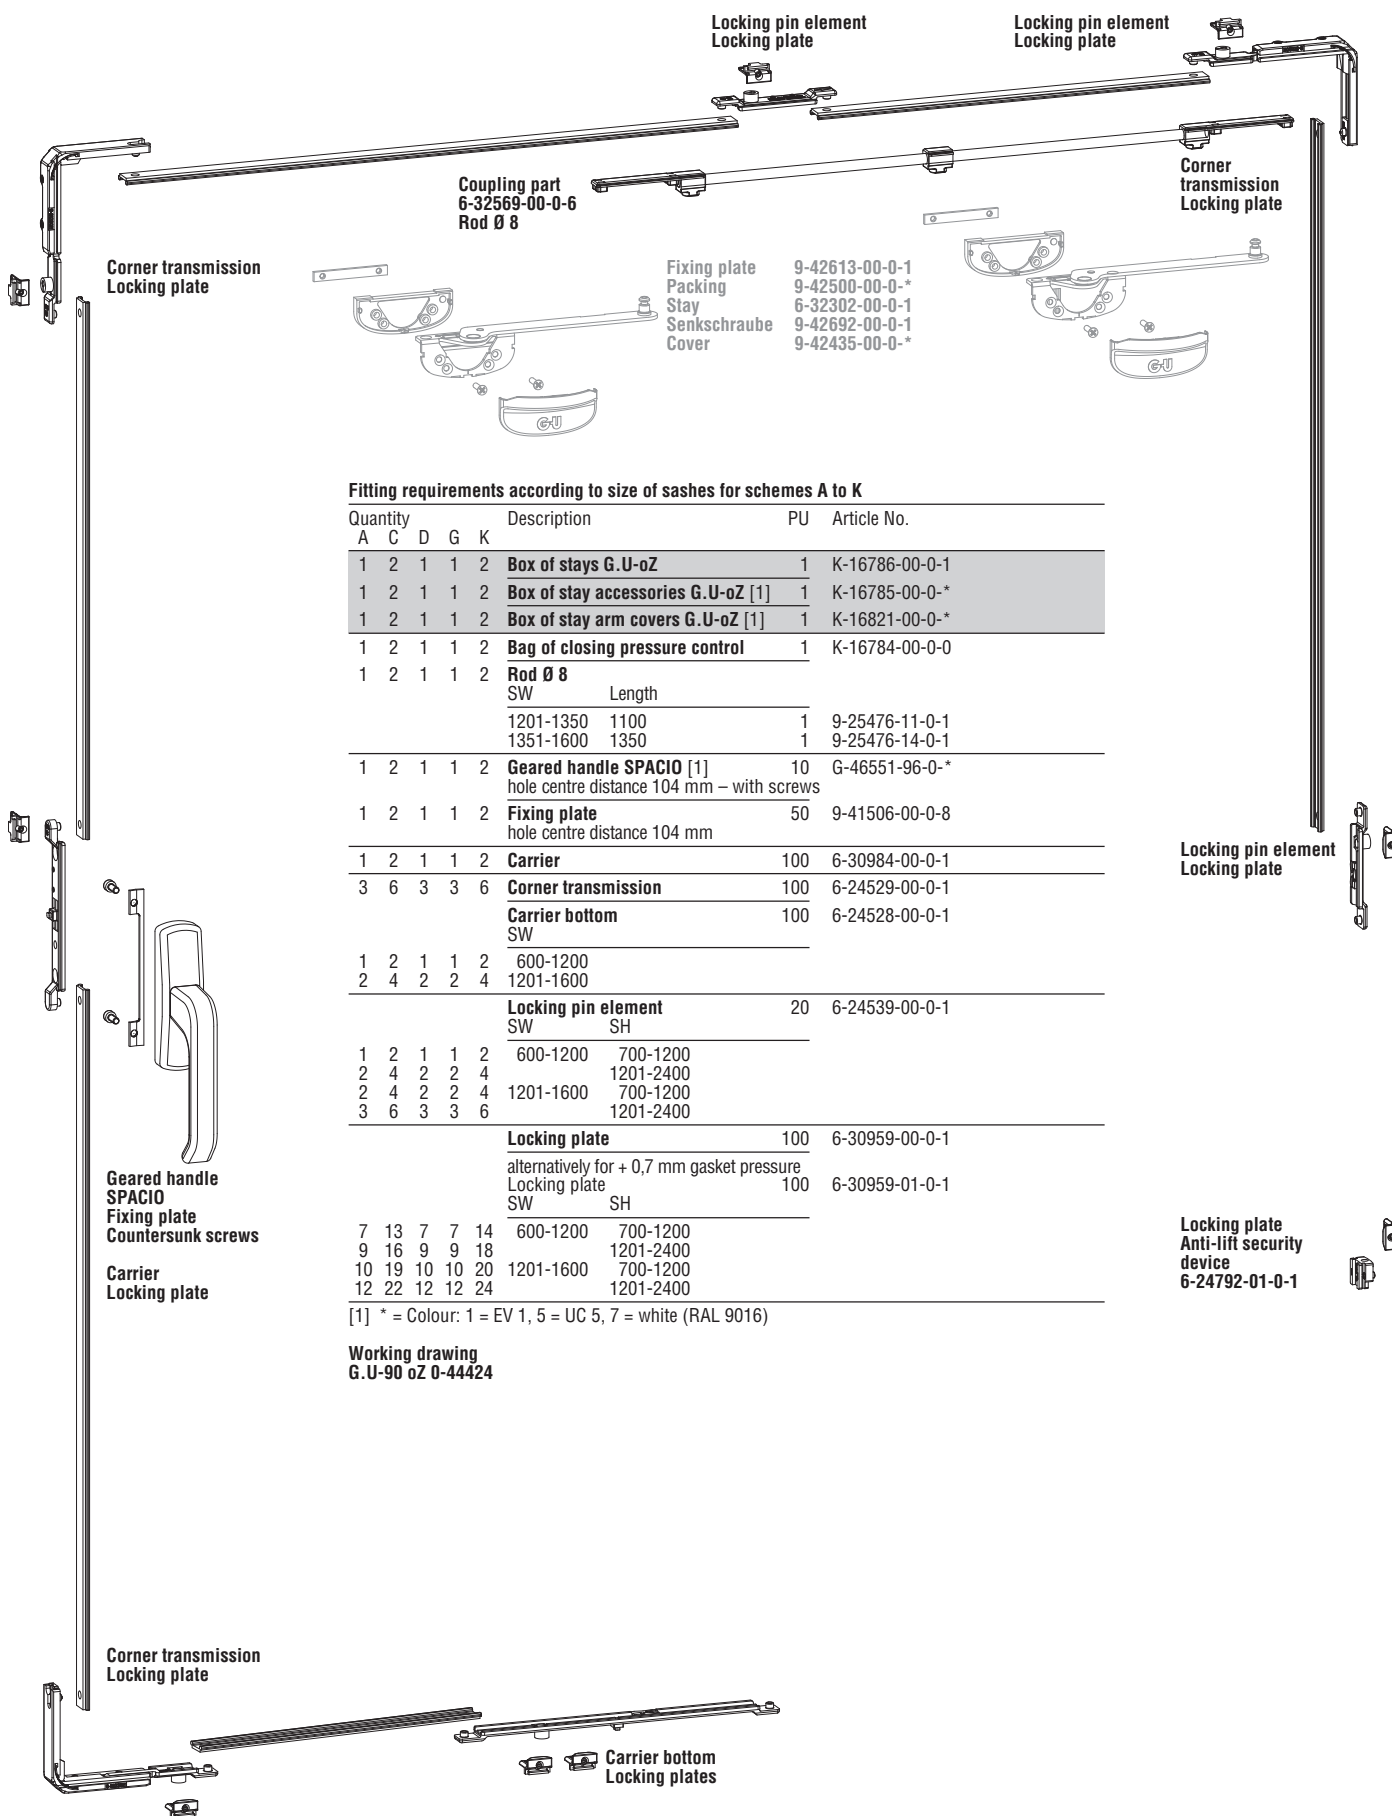 Locking pin element
Locking plate
Locking pin element
Locking plate
Coupling part
6-32569-00-0-6
Rod Ø 8
Corner
transmission
Locking plate
Corner transmission
Locking plate
Fixing plate 9-42613-00-0-1
Packing 9-42500-00-0-*
Stay 6-32302-00-0-1
Senkschraube 9-42692-00-0-1
Cover 9-42435-00-0-*
G-U
G-U
Fitting requirements according to size of sashes for schemes A to K
Quantity Description PU Article No.
A C D G K
1 2 1 1 2 Box of stays G.U-oZ 1 K-16786-00-0-1
1 2 1 1 2 Box of stay accessories G.U-oZ [1] 1 K-16785-00-0-*
1 2 1 1 2 Box of stay arm covers G.U-oZ [1] 1 K-16821-00-0-*
1 2 1 1 2 Bag of closing pressure control 1 K-16784-00-0-0
1 2 1 1 2 Rod Ø 8
SW Length
1201-1350 1100 1 9-25476-11-0-1
1351-1600 1350 1 9-25476-14-0-1
1 2 1 1 2 Geared handle SPACIO [1] 10 G-46551-96-0-*
hole centre distance 104 mm – with screws
1 2 1 1 2 Fixing plate 50 9-41506-00-0-8
hole centre distance 104 mm
1 2 1 1 2 Carrier 100 6-30984-00-0-1
3 6 3 3 6 Corner transmission 100 6-24529-00-0-1
Carrier bottom 100 6-24528-00-0-1
SW
1 2 1 1 2 600-1200
2 4 2 2 4 1201-1600
Locking pin element 20 6-24539-00-0-1
SW SH
1 2 1 1 2 600-1200 700-1200
2 4 2 2 4 1201-2400
2 4 2 2 4 1201-1600 700-1200
3 6 3 3 6 1201-2400
Locking plate 100 6-30959-00-0-1
alternatively for + 0,7 mm gasket pressure
Locking plate 100 6-30959-01-0-1
SW SH
7 13 7 7 14 600-1200 700-1200
9 16 9 9 18 1201-2400
10 19 10 10 20 1201-1600 700-1200
12 22 12 12 24 1201-2400
[1] * = Colour: 1 = EV 1, 5 = UC 5, 7 = white (RAL 9016)
Working drawing
G.U-90 oZ 0-44424
Locking pin element
Locking plate
Geared handle
SPACIO
Fixing plate
Countersunk screws
Carrier
Locking plate
Locking plate
Anti-lift security
device
6-24792-01-0-1
Corner transmission
Locking plate
Carrier bottom
Locking plates